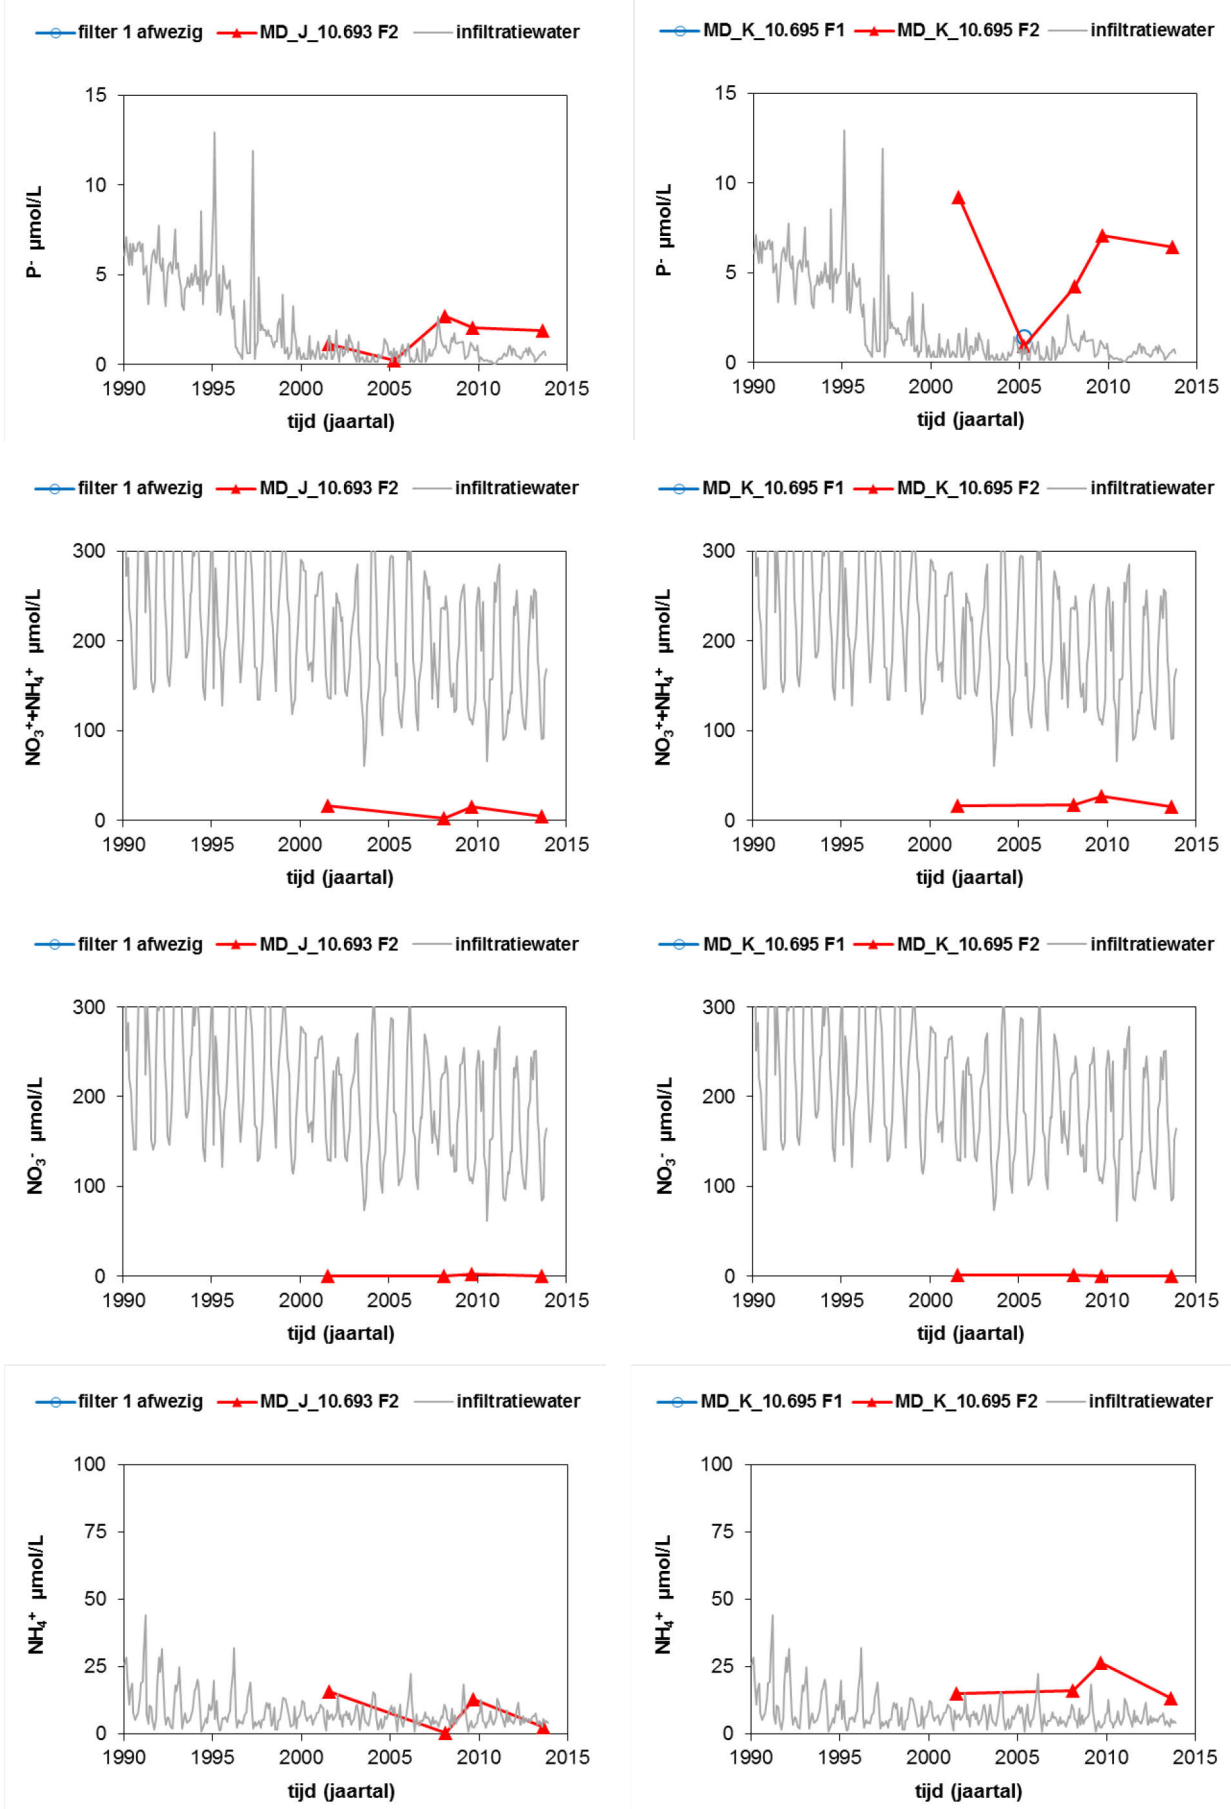 filter 1 afwezig MD_J_10.693 F2 infiltratiewater
P- µmol/L
15
10
5
0
1990 1995 2000 2005 2010 2015
tijd (jaartal)
MD_K_10.695 F1 MD_K_10.695 F2 infiltratiewater
P- µmol/L
15
10
5
0
1990 1995 2000 2005 2010 2015
tijd (jaartal)
filter 1 afwezig MD_J_10.693 F2 infiltratiewater
NO₃⁺+NH₄⁺ µmol/L
300
200
100
0
1990 1995 2000 2005 2010 2015
tijd (jaartal)
MD_K_10.695 F1 MD_K_10.695 F2 infiltratiewater
NO₃⁺+NH₄⁺ µmol/L
300
200
100
0
1990 1995 2000 2005 2010 2015
tijd (jaartal)
filter 1 afwezig MD_J_10.693 F2 infiltratiewater
NO₃⁻ µmol/L
300
200
100
0
1990 1995 2000 2005 2010 2015
tijd (jaartal)
MD_K_10.695 F1 MD_K_10.695 F2 infiltratiewater
NO₃⁻ µmol/L
300
200
100
0
1990 1995 2000 2005 2010 2015
tijd (jaartal)
filter 1 afwezig MD_J_10.693 F2 infiltratiewater
NH₄⁺ µmol/L
100
75
50
25
0
1990 1995 2000 2005 2010 2015
tijd (jaartal)
MD_K_10.695 F1 MD_K_10.695 F2 infiltratiewater
NH₄⁺ µmol/L
100
75
50
25
0
1990 1995 2000 2005 2010 2015
tijd (jaartal)